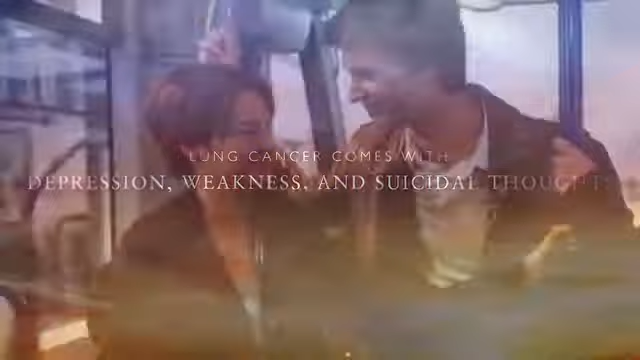 LUNG CANCER COMES WITH
DEPRESSION, WEAKNESS, AND SUICIDAL THOUGHTS